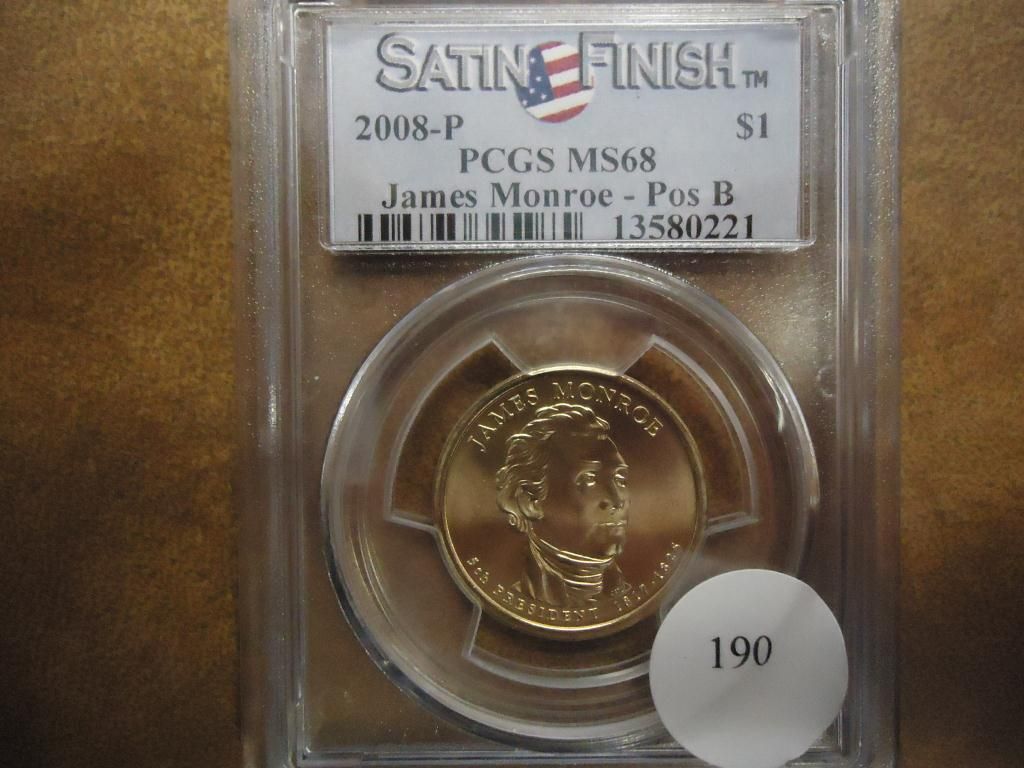 SATIN FINISH™
2008-P $1
PCGS MS68
James Monroe - Pos B
13580221
JAMES MONROE
5th PRESIDENT 1817-1825
190